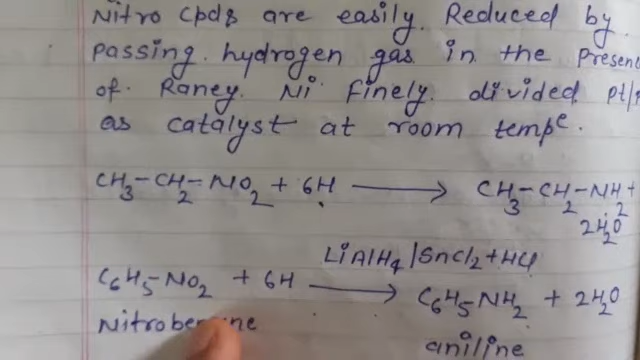 Nitro Cpds are easily. Reduced by.
passing. hydrogen gas in the presen
of. Raney. Ni. Finely. divided pt/
as catalyst at room tempe.
CH3-CH2-NO2 + 6H ⟶ CH3-CH2-NH2 +
2H2O
LiAlH4/SnCl2+HCl
C6H5-NO2 + 6H ⟶ C6H5NH2 + 2H2O
aniline